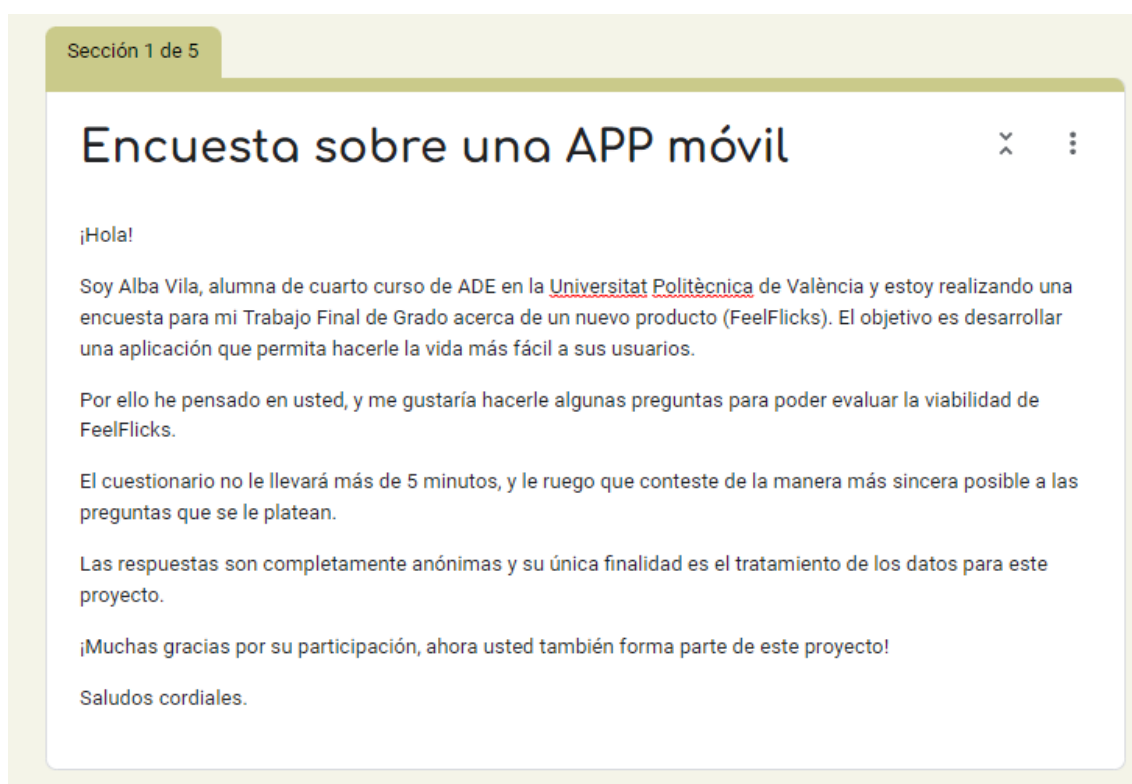 Sección 1 de 5
Encuesta sobre una APP móvil
¡Hola!
Soy Alba Vila, alumna de cuarto curso de ADE en la Universitat Politècnica de València y estoy realizando una
encuesta para mi Trabajo Final de Grado acerca de un nuevo producto (FeelFlicks). El objetivo es desarrollar
una aplicación que permita hacerle la vida más fácil a sus usuarios.
Por ello he pensado en usted, y me gustaría hacerle algunas preguntas para poder evaluar la viabilidad de
FeelFlicks.
El cuestionario no le llevará más de 5 minutos, y le ruego que conteste de la manera más sincera posible a las
preguntas que se le platean.
Las respuestas son completamente anónimas y su única finalidad es el tratamiento de los datos para este
proyecto.
¡Muchas gracias por su participación, ahora usted también forma parte de este proyecto!
Saludos cordiales.